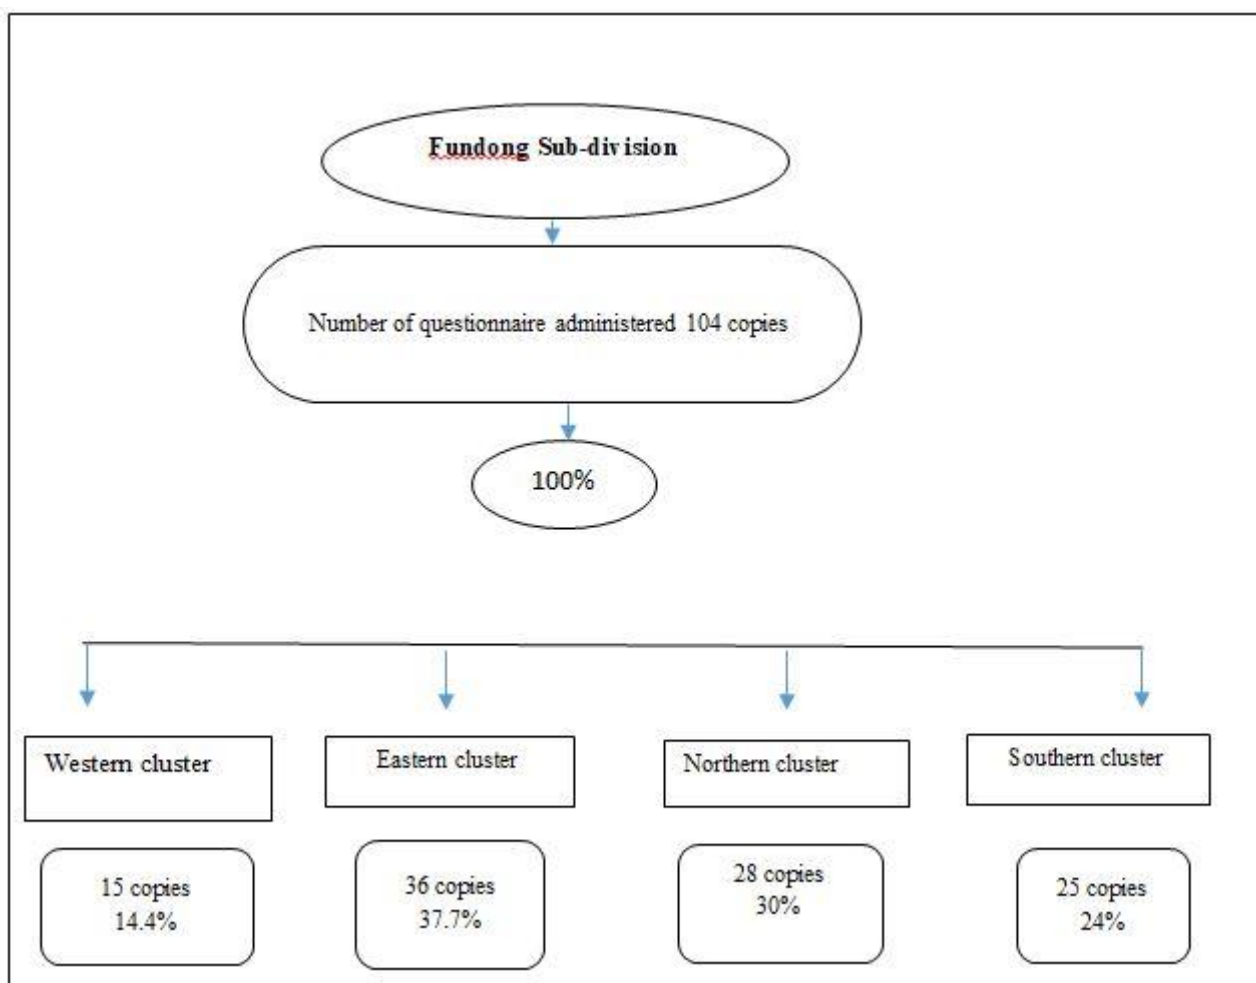 Fundong Sub-division
Number of questionnaire administered 104 copies
100%
Western cluster
Eastern cluster
Northern cluster
Southern cluster
15 copies
14.4%
36 copies
37.7%
28 copies
30%
25 copies
24%